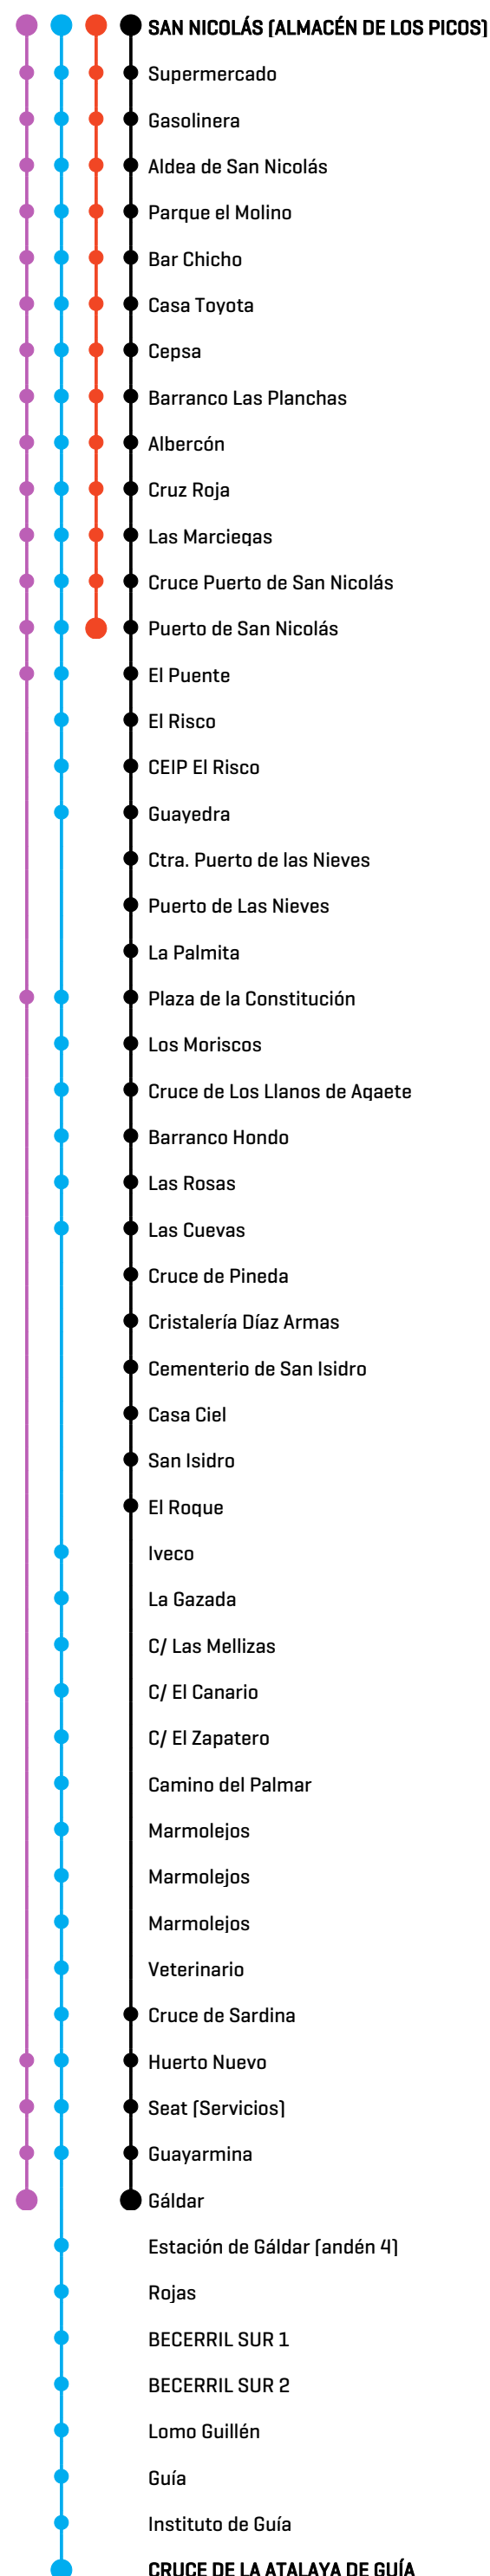 SAN NICOLÁS (ALMACÉN DE LOS PICOS)
Supermercado
Gasolinera
Aldea de San Nicolás
Parque el Molino
Bar Chicho
Casa Toyota
Cepsa
Barranco Las Planchas
Albercón
Cruz Roja
Las Marciegas
Cruce Puerto de San Nicolás
Puerto de San Nicolás
El Puente
El Risco
CEIP El Risco
Guayedra
Ctra. Puerto de las Nieves
Puerto de Las Nieves
La Palmita
Plaza de la Constitución
Los Moriscos
Cruce de Los Llanos de Agaete
Barranco Hondo
Las Rosas
Las Cuevas
Cruce de Pineda
Cristalería Díaz Armas
Cementerio de San Isidro
Casa Ciel
San Isidro
El Roque
Iveco
La Gazada
C/ Las Mellizas
C/ El Canario
C/ El Zapatero
Camino del Palmar
Marmolejos
Marmolejos
Marmolejos
Veterinario
Cruce de Sardina
Huerto Nuevo
Seat (Servicios)
Guayarmina
Gáldar
Estación de Gáldar (andén 4)
Rojas
BECERRIL SUR 1
BECERRIL SUR 2
Lomo Guillén
Guía
Instituto de Guía
CRUCE DE LA ATALAYA DE GUÍA